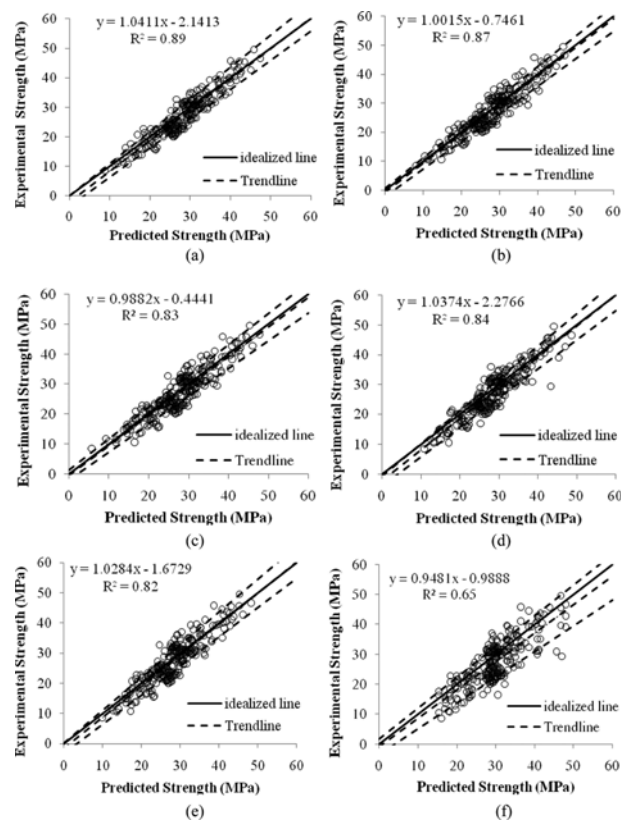 y = 1.0411x - 2.1413
R² = 0.89
Experimental Strength (MPa)
60
50
40
30
20
10
0
idealized line
Trendline
0 10 20 30 40 50 60
Predicted Strength (MPa)
(a)
y = 1.0015x - 0.7461
R² = 0.87
Experimental Strength (MPa)
60
50
40
30
20
10
0
idealized line
Trendline
0 10 20 30 40 50 60
Predicted Strength (MPa)
(b)
y = 0.9882x - 0.4441
R² = 0.83
Experimental Strength (MPa)
60
50
40
30
20
10
0
idealized line
Trendline
0 10 20 30 40 50 60
Predicted Strength (MPa)
(c)
y = 1.0374x - 2.2766
R² = 0.84
Experimental Strength (MPa)
60
50
40
30
20
10
0
idealized line
Trendline
0 10 20 30 40 50 60
Predicted Strength (MPa)
(d)
y = 1.0284x - 1.6729
R² = 0.82
Experimental Strength (MPa)
60
50
40
30
20
10
0
idealized line
Trendline
0 10 20 30 40 50 60
Predicted Strength (MPa)
(e)
y = 0.9481x - 0.9888
R² = 0.65
Experimental Strength (MPa)
60
50
40
30
20
10
0
idealized line
Trendline
0 10 20 30 40 50 60
Predicted Strength (MPa)
(f)